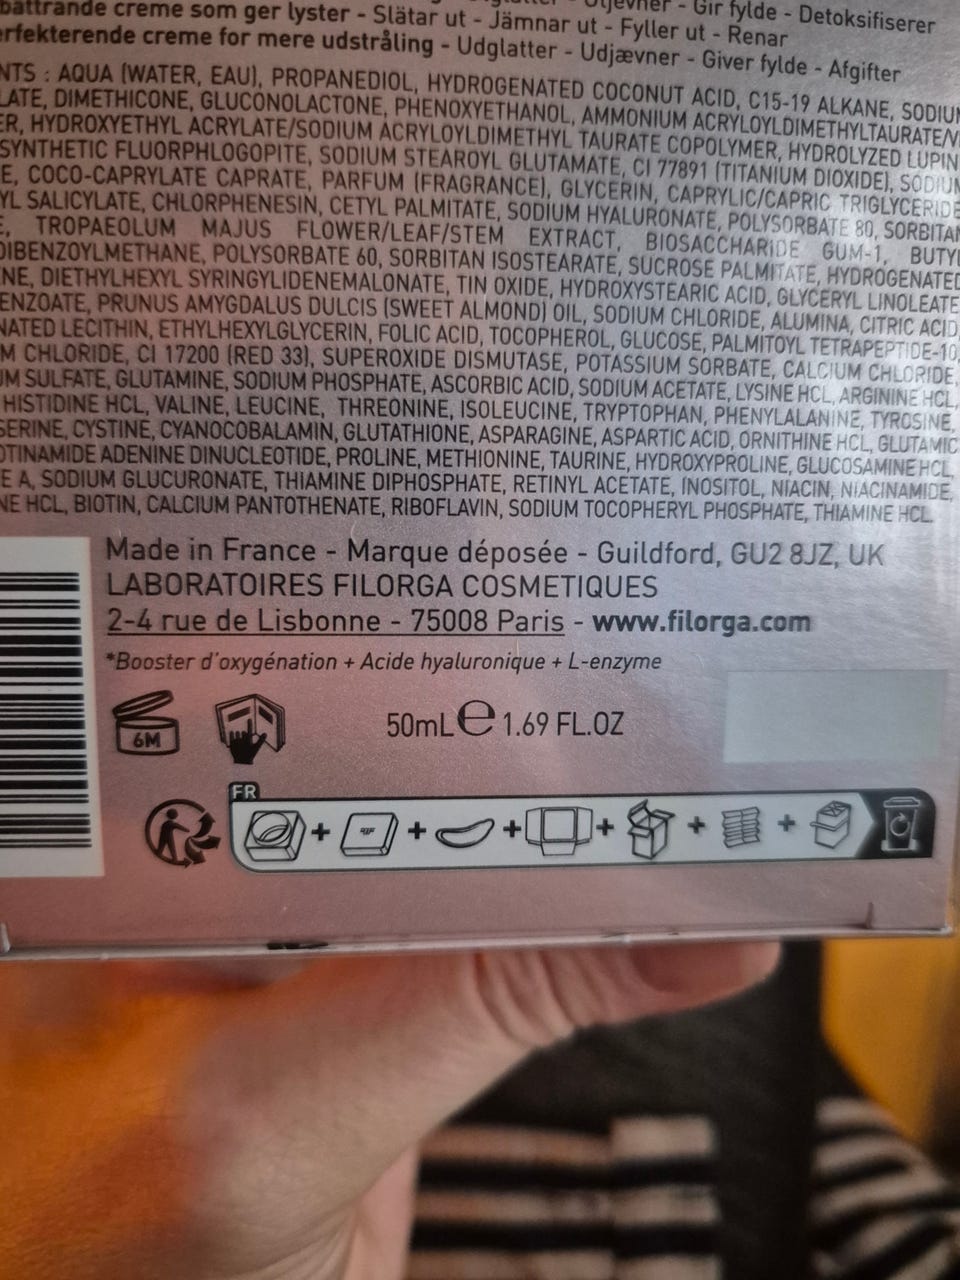 battrande creme som ger lyster - Slätar ut - Jämnar ut - Fyller ut - Renar
Gir fylde - Detoksifiserer
rfekterende creme for mere udstråling - Udglatter - Udjævner - Giver fylde - Afgifter
NTS : AQUA (WATER, EAU), PROPANEDIOL, HYDROGENATED COCONUT ACID, C15-19 ALKANE, SODIUM
LATE, DIMETHICONE, GLUCONOLACTONE, PHENOXYETHANOL, AMMONIUM ACRYLOYLDIMETHYLTAURATE/V
ER, HYDROXYETHYL ACRYLATE/SODIUM ACRYLOYLDIMETHYL TAURATE COPOLYMER, HYDROLYZED LUPIN
SYNTHETIC FLUORPHLOGOPITE, SODIUM STEAROYL GLUTAMATE, CI 77891 (TITANIUM DIOXIDE), SODIUM
E, COCO-CAPRYLATE CAPRATE, PARFUM (FRAGRANCE), GLYCERIN, CAPRYLIC/CAPRIC TRIGLYCERIDE
YL SALICYLATE, CHLORPHENESIN, CETYL PALMITATE, SODIUM HYALURONATE, POLYSORBATE 80, SORBITAN
E, TROPAEOLUM MAJUS FLOWER/LEAF/STEM EXTRACT, BIOSACCHARIDE GUM-1, BUTYL
DIBENZOYLMETHANE, POLYSORBATE 60, SORBITAN ISOSTEARATE, SUCROSE PALMITATE, HYDROGENATED
NE, DIETHYLHEXYL SYRINGYLIDENEMALONATE, TIN OXIDE, HYDROXYSTEARIC ACID, GLYCERYL LINOLEATE
ENZOATE, PRUNUS AMYGDALUS DULCIS (SWEET ALMOND) OIL, SODIUM CHLORIDE, ALUMINA, CITRIC ACID,
NATED LECITHIN, ETHYLHEXYLGLYCERIN, FOLIC ACID, TOCOPHEROL, GLUCOSE, PALMITOYL TETRAPEPTIDE-10,
M CHLORIDE, CI 17200 (RED 33), SUPEROXIDE DISMUTASE, POTASSIUM SORBATE, CALCIUM CHLORIDE,
UM SULFATE, GLUTAMINE, SODIUM PHOSPHATE, ASCORBIC ACID, SODIUM ACETATE, LYSINE HCL, ARGININE HCL,
HISTIDINE HCL, VALINE, LEUCINE, THREONINE, ISOLEUCINE, TRYPTOPHAN, PHENYLALANINE, TYROSINE,
SERINE, CYSTINE, CYANOCOBALAMIN, GLUTATHIONE, ASPARAGINE, ASPARTIC ACID, ORNITHINE HCL, GLUTAMIC
OTINAMIDE ADENINE DINUCLEOTIDE, PROLINE, METHIONINE, TAURINE, HYDROXYPROLINE, GLUCOSAMINE HCL,
E A, SODIUM GLUCURONATE, THIAMINE DIPHOSPHATE, RETINYL ACETATE, INOSITOL, NIACIN, NIACINAMIDE,
NE HCL, BIOTIN, CALCIUM PANTOTHENATE, RIBOFLAVIN, SODIUM TOCOPHERYL PHOSPHATE, THIAMINE HCL.
Made in France - Marque déposée - Guildford, GU2 8JZ, UK
LABORATOIRES FILORGA COSMETIQUES
2-4 rue de Lisbonne - 75008 Paris - www.filorga.com
*Booster d'oxygénation + Acide hyaluronique + L-enzyme
6M
50mL e 1.69 FL.OZ
FR
+ + + + + +